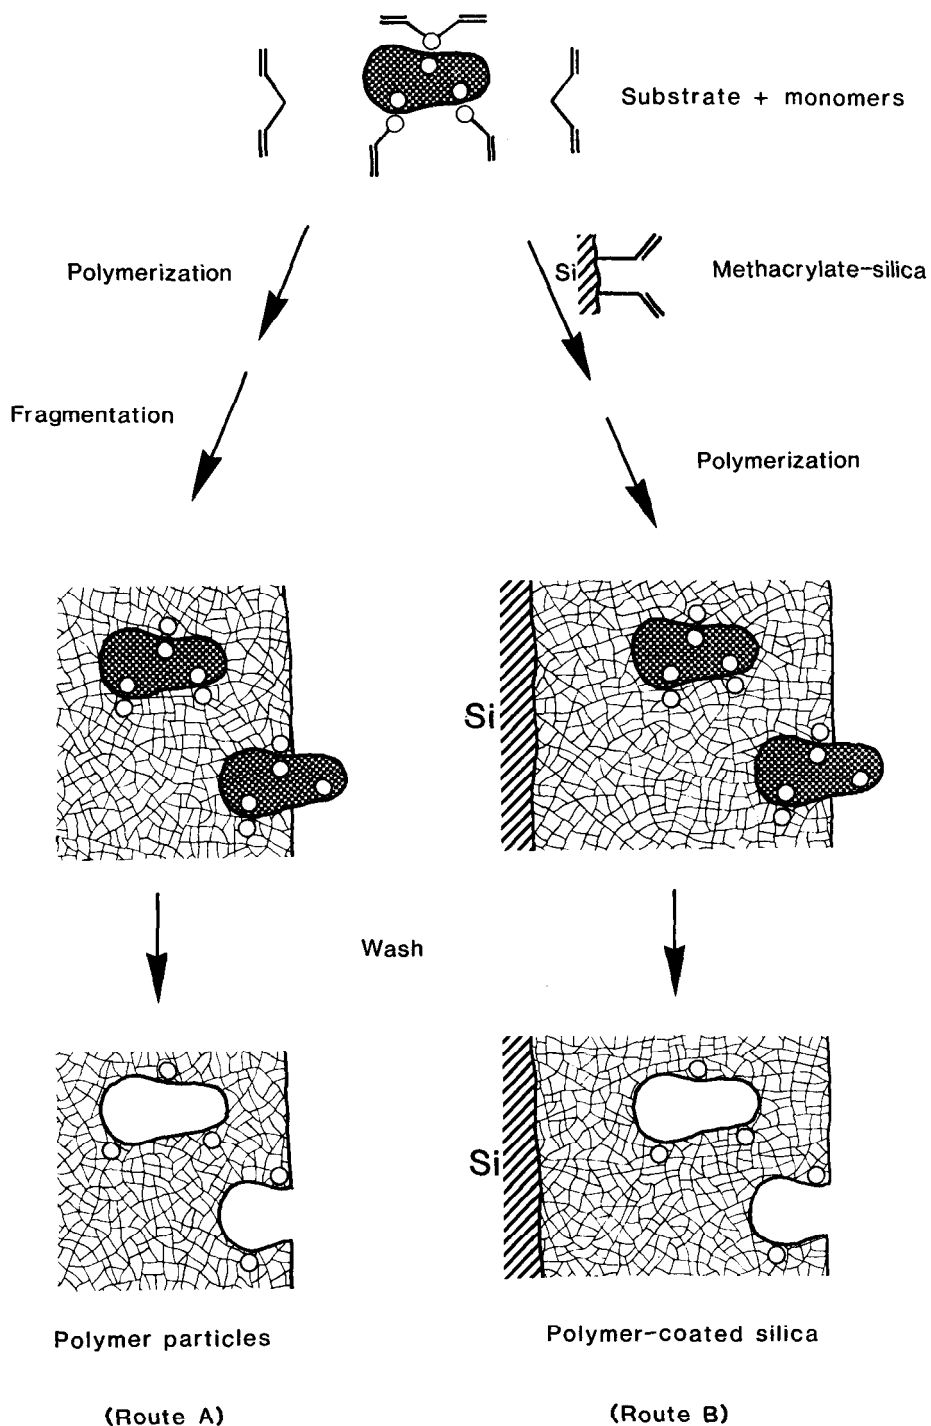 Substrate + monomers
Polymerization
Si
Methacrylate-silica
Fragmentation
Polymerization
Si
Wash
Si
Polymer particles
Polymer-coated silica
(Route A)
(Route B)